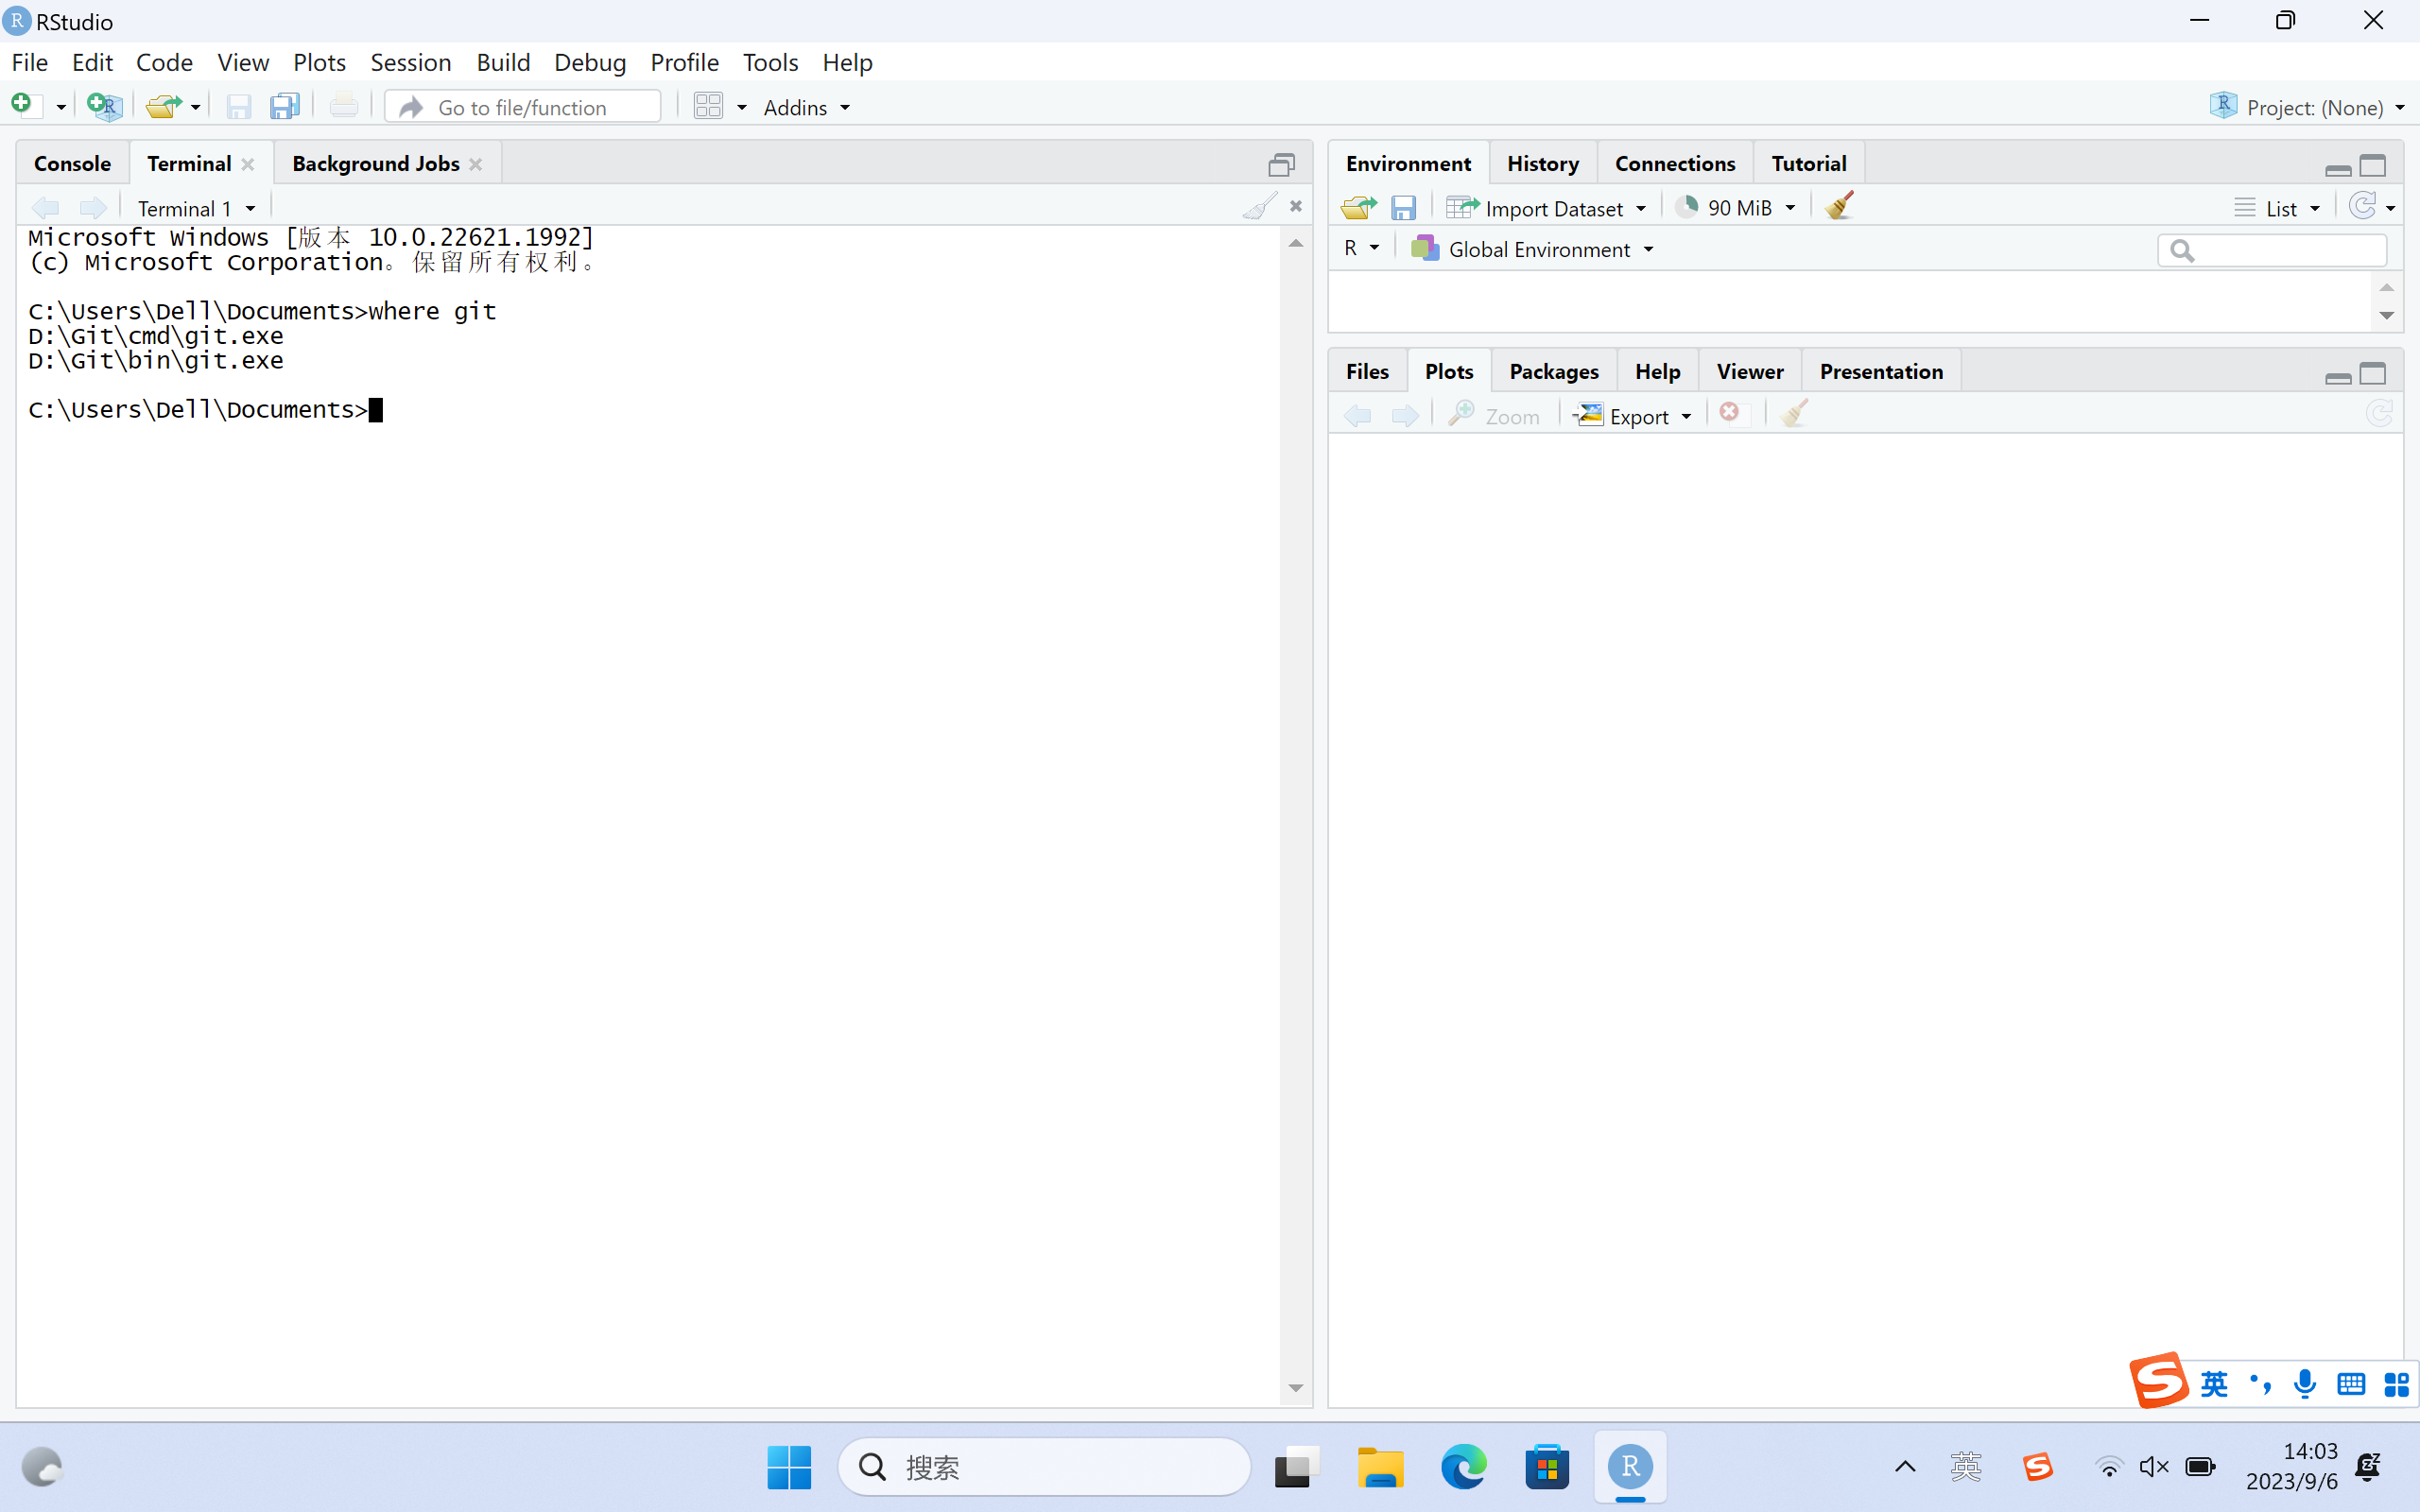 R RStudio
File Edit Code View Plots Session Build Debug Profile Tools Help
Go to file/function Addins Project: (None)
Console Terminal Background Jobs
Terminal 1
Microsoft Windows [版本 10.0.22621.1992]
(c) Microsoft Corporation。保留所有权利。
C:\Users\Dell\Documents>where git
D:\Git\cmd\git.exe
D:\Git\bin\git.exe
C:\Users\Dell\Documents>
Environment History Connections Tutorial
Import Dataset 90 MiB List
R Global Environment
Files Plots Packages Help Viewer Presentation
Zoom Export
S 英
搜索
R
英 S
14:03
2023/9/6